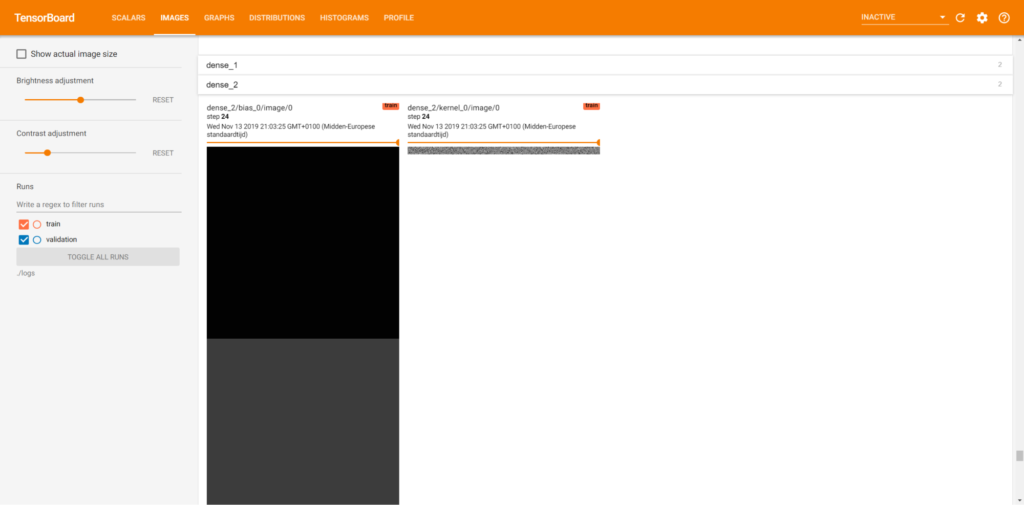 TensorBoard
SCALARS IMAGES GRAPHS DISTRIBUTIONS HISTOGRAMS PROFILE
INACTIVE
Show actual image size
Brightness adjustment
RESET
Contrast adjustment
RESET
Runs
Write a regex to filter runs
train
validation
TOGGLE ALL RUNS
./logs
dense_1 2
dense_2 2
dense_2/bias_0/image/0 train
step 24
Wed Nov 13 2019 21:03:25 GMT+0100 (Midden-Europese
standaardtijd)
dense_2/kernel_0/image/0 train
step 24
Wed Nov 13 2019 21:03:25 GMT+0100 (Midden-Europese
standaardtijd)